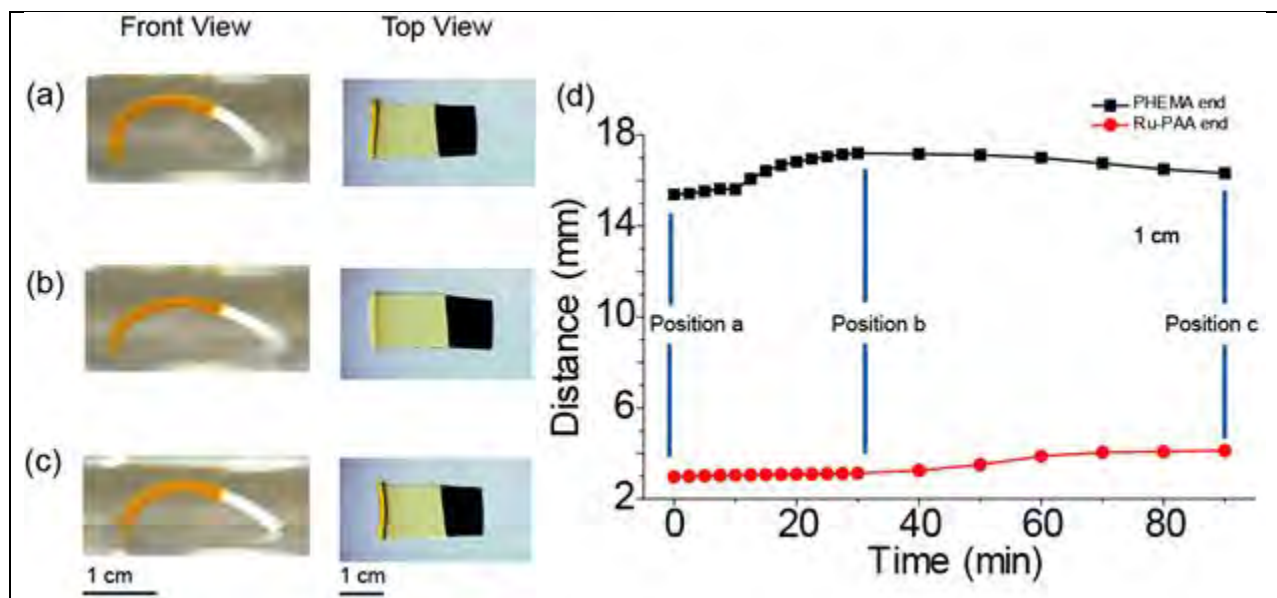 Front View
Top View
(a)
(b)
(c)
1 cm
1 cm
(d)
PHEMA end
Ru-PAA end
18
14
10
6
2
Distance (mm)
1 cm
Position a
Position b
Position c
0
20
40
60
80
Time (min)